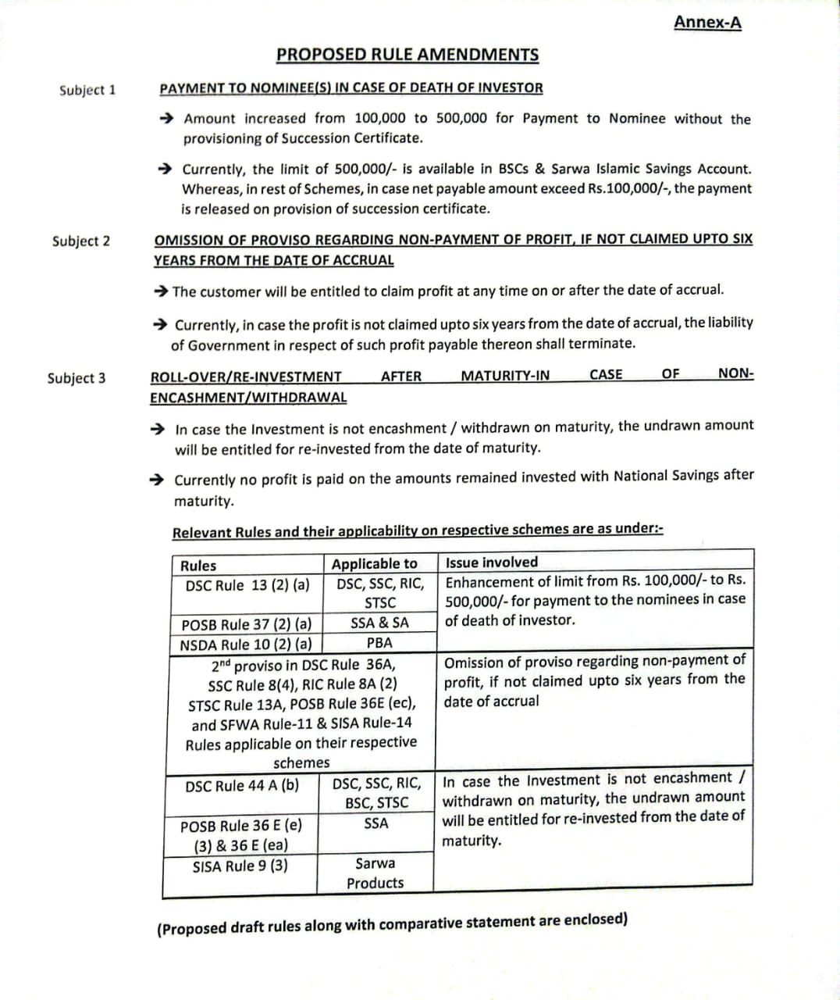 Annex-A
PROPOSED RULE AMENDMENTS
Subject 1 PAYMENT TO NOMINEE(S) IN CASE OF DEATH OF INVESTOR
➔ Amount increased from 100,000 to 500,000 for Payment to Nominee without the
provisioning of Succession Certificate.
➔ Currently, the limit of 500,000/- is available in BSCs & Sarwa Islamic Savings Account.
Whereas, in rest of Schemes, in case net payable amount exceed Rs.100,000/-, the payment
is released on provision of succession certificate.
Subject 2 OMISSION OF PROVISO REGARDING NON-PAYMENT OF PROFIT, IF NOT CLAIMED UPTO SIX
YEARS FROM THE DATE OF ACCRUAL
➔ The customer will be entitled to claim profit at any time on or after the date of accrual.
➔ Currently, in case the profit is not claimed upto six years from the date of accrual, the liability
of Government in respect of such profit payable thereon shall terminate.
Subject 3 ROLL-OVER/RE-INVESTMENT AFTER MATURITY-IN CASE OF NON-
ENCASHMENT/WITHDRAWAL
➔ In case the Investment is not encashment / withdrawn on maturity, the undrawn amount
will be entitled for re-invested from the date of maturity.
➔ Currently no profit is paid on the amounts remained invested with National Savings after
maturity.
Relevant Rules and their applicability on respective schemes are as under:-
Rules Applicable to Issue involved
DSC Rule 13 (2) (a) DSC, SSC, RIC, Enhancement of limit from Rs. 100,000/- to Rs.
STSC 500,000/- for payment to the nominees in case
POSB Rule 37 (2) (a) SSA & SA of death of investor.
NSDA Rule 10 (2) (a) PBA
2nd proviso in DSC Rule 36A, Omission of proviso regarding non-payment of
SSC Rule 8(4), RIC Rule 8A (2) profit, if not claimed upto six years from the
STSC Rule 13A, POSB Rule 36E (ec), date of accrual
and SFWA Rule-11 & SISA Rule-14
Rules applicable on their respective
schemes
DSC Rule 44 A (b) DSC, SSC, RIC, In case the Investment is not encashment /
BSC, STSC withdrawn on maturity, the undrawn amount
POSB Rule 36 E (e) SSA will be entitled for re-invested from the date of
(3) & 36 E (ea) maturity.
SISA Rule 9 (3) Sarwa
Products
(Proposed draft rules along with comparative statement are enclosed)